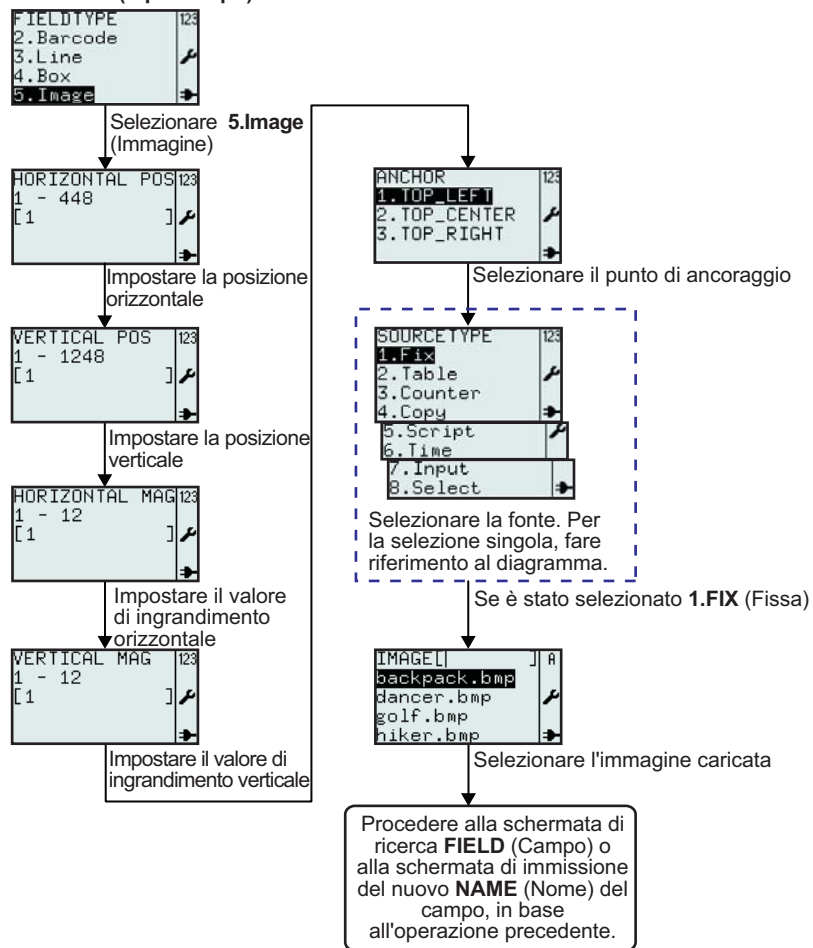 FIELDTYPE 123
2.Barcode
3.Line
4.Box
5.Image
Selezionare 5.Image
(Immagine)
HORIZONTAL POS 123
1 - 448
[1 ]
Impostare la posizione
orizzontale
VERTICAL POS 123
1 - 1248
[1 ]
Impostare la posizione
verticale
HORIZONTAL MAG 123
1 - 12
[1 ]
Impostare il valore
di ingrandimento
orizzontale
VERTICAL MAG 123
1 - 12
[1 ]
Impostare il valore di
ingrandimento verticale
ANCHOR 123
1.TOP_LEFT
2.TOP_CENTER
3.TOP_RIGHT
Selezionare il punto di ancoraggio
SOURCETYPE 123
1.Fix
2.Table
3.Counter
4.Copy
5.Script
6.Time
7.Input
8.Select
Selezionare la fonte. Per
la selezione singola, fare
riferimento al diagramma.
Se è stato selezionato 1.FIX (Fissa)
IMAGE[ ] A
backpack.bmp
dancer.bmp
golf.bmp
hiker.bmp
Selezionare l'immagine caricata
Procedere alla schermata di
ricerca FIELD (Campo) o
alla schermata di immissione
del nuovo NAME (Nome) del
campo, in base
all'operazione precedente.